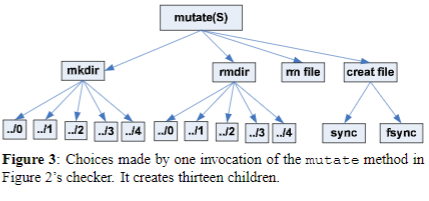 mutate(S)
mkdir rmdir rm file creat file
../0 ../1 ../2 ../3 ../4 ../0 ../1 ../2 ../3 ../4 sync fsync
Figure 3: Choices made by one invocation of the mutate method in
Figure 2's checker. It creates thirteen children.